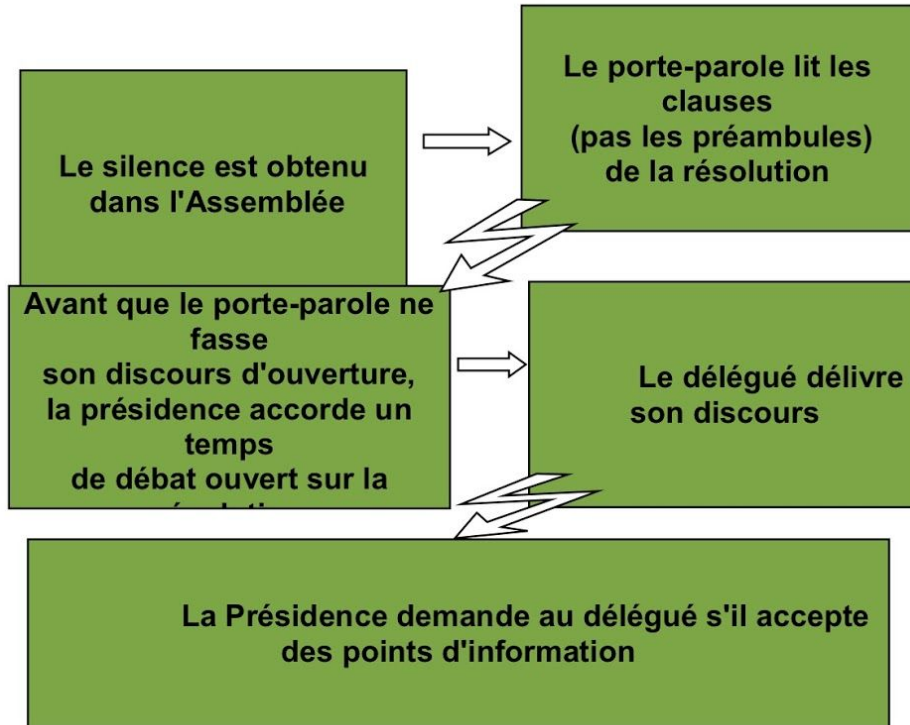 Le silence est obtenu
dans l'Assemblée
Le porte-parole lit les
clauses
(pas les préambules)
de la résolution
Avant que le porte-parole ne
fasse
son discours d'ouverture,
la présidence accorde un
temps
de débat ouvert sur la
Le délégué délivre
son discours
La Présidence demande au délégué s'il accepte
des points d'information